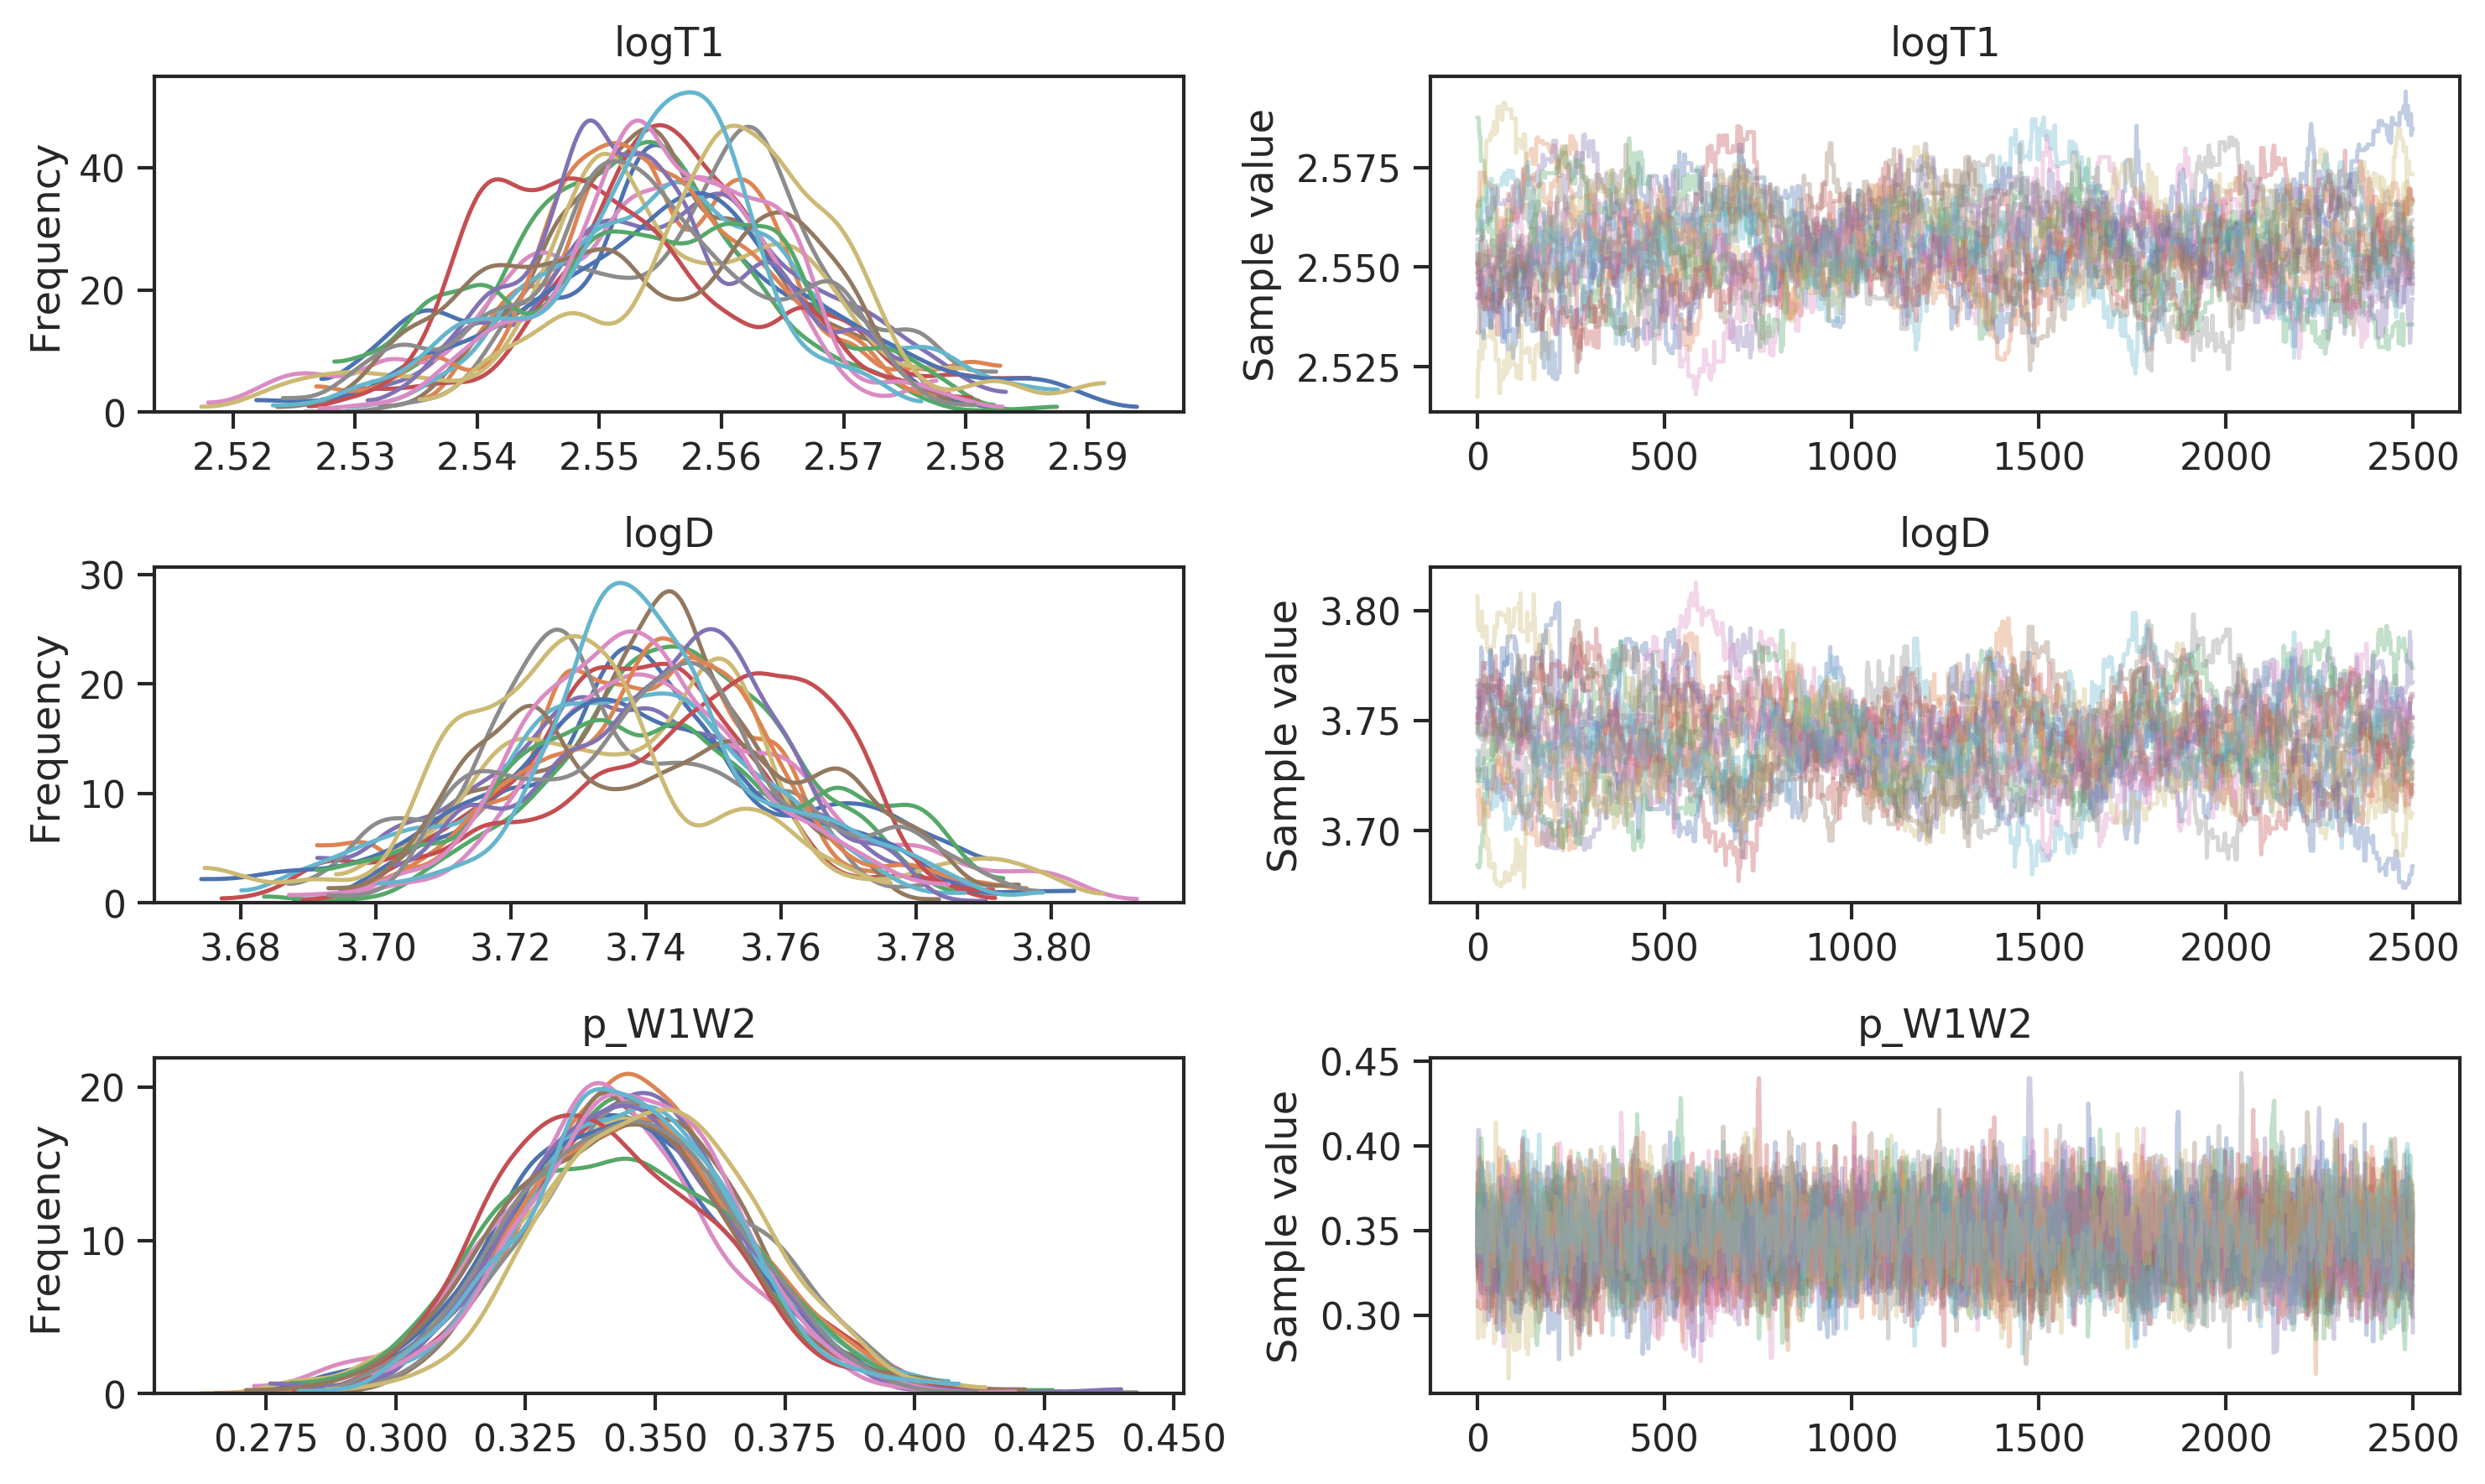 logT1
logT1
Frequency
40
20
0
2.52 2.53 2.54 2.55 2.56 2.57 2.58 2.59
Sample value
2.575
2.550
2.525
0 500 1000 1500 2000 2500
logD
logD
Frequency
30
20
10
0
3.68 3.70 3.72 3.74 3.76 3.78 3.80
Sample value
3.80
3.75
3.70
0 500 1000 1500 2000 2500
p_W1W2
p_W1W2
Frequency
20
10
0
0.275 0.300 0.325 0.350 0.375 0.400 0.425 0.450
Sample value
0.45
0.40
0.35
0.30
0 500 1000 1500 2000 2500